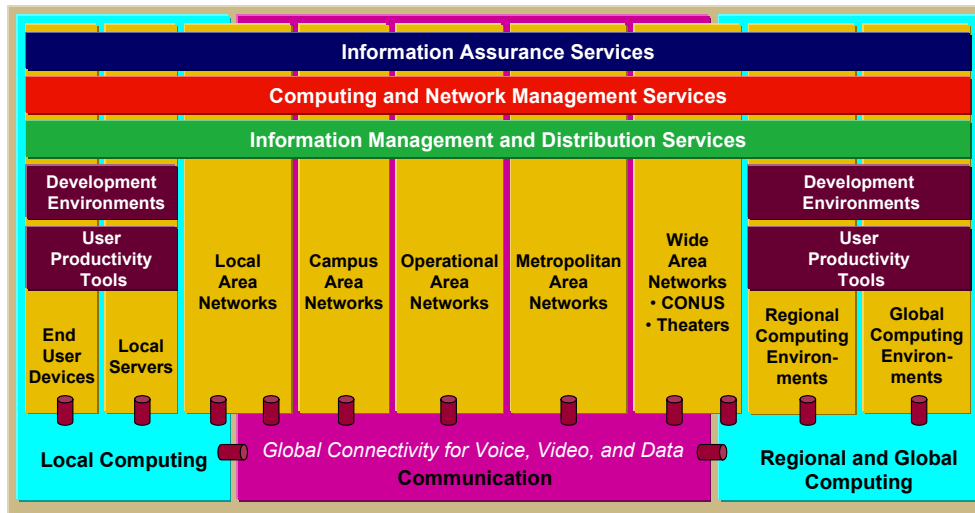 Information Assurance Services
Computing and Network Management Services
Information Management and Distribution Services
Development
Environments
User
Productivity
Tools
End
User
Devices
Local
Servers
Local
Area
Networks
Campus
Area
Networks
Operational
Area
Networks
Metropolitan
Area
Networks
Wide
Area
Networks
• CONUS
• Theaters
Development
Environments
User
Productivity
Tools
Regional
Computing
Environ-
ments
Global
Computing
Environ-
ments
Local Computing
Global Connectivity for Voice, Video, and Data
Communication
Regional and Global
Computing